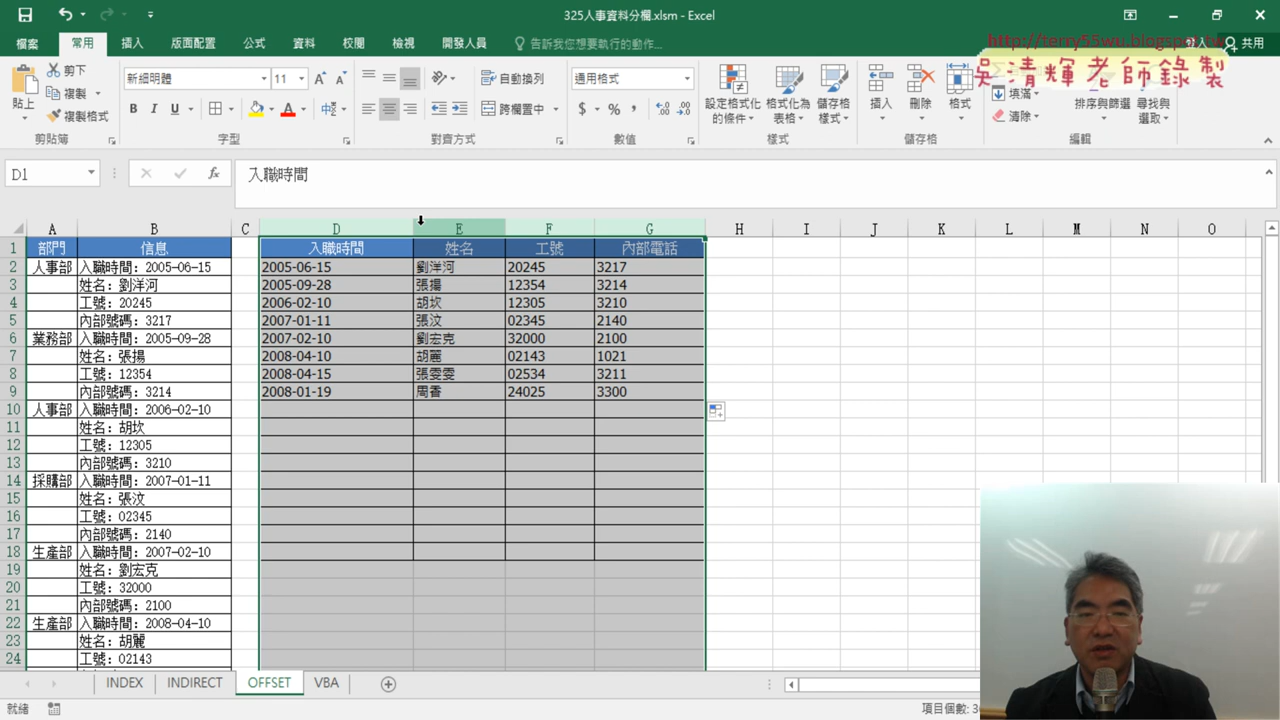 325人事資料分欄.xlsm - Excel
檔案 常用 插入 版面配置 公式 資料 校閱 檢視 開發人員 告訴我您想要執行的動作... 共用
http://terry55wu.blogspot.tw
吳清輝老師錄製
貼上 剪下 複製 複製格式 剪貼簿
新細明體 11 B I U 字型
自動換列 跨欄置中 對齊方式
通用格式 $ % , 數值
設定格式化的條件 格式化為表格 儲存格樣式 樣式
插入 刪除 格式 儲存格
填滿 清除 排序與篩選 尋找與選取 編輯
D1 fx 入職時間
A B C D E F G H I J K L M N O
1 部門 信息 入職時間 姓名 工號 內部電話
2 人事部 入職時間：2005-06-15 2005-06-15 劉洋河 20245 3217
3 姓名：劉洋河 2005-09-28 張揚 12354 3214
4 工號：20245 2006-02-10 胡坎 12305 3210
5 內部號碼：3217 2007-01-11 張汶 02345 2140
6 業務部 入職時間：2005-09-28 2007-02-10 劉宏克 32000 2100
7 姓名：張揚 2008-04-10 胡麗 02143 1021
8 工號：12354 2008-04-15 張雯雯 02534 3211
9 內部號碼：3214 2008-01-19 周香 24025 3300
10 人事部 入職時間：2006-02-10
11 姓名：胡坎
12 工號：12305
13 內部號碼：3210
14 採購部 入職時間：2007-01-11
15 姓名：張汶
16 工號：02345
17 內部號碼：2140
18 生產部 入職時間：2007-02-10
19 姓名：劉宏克
20 工號：32000
21 內部號碼：2100
22 生產部 入職時間：2008-04-10
23 姓名：胡麗
24 工號：02143
INDEX INDIRECT OFFSET VBA
就緒 項目個數: